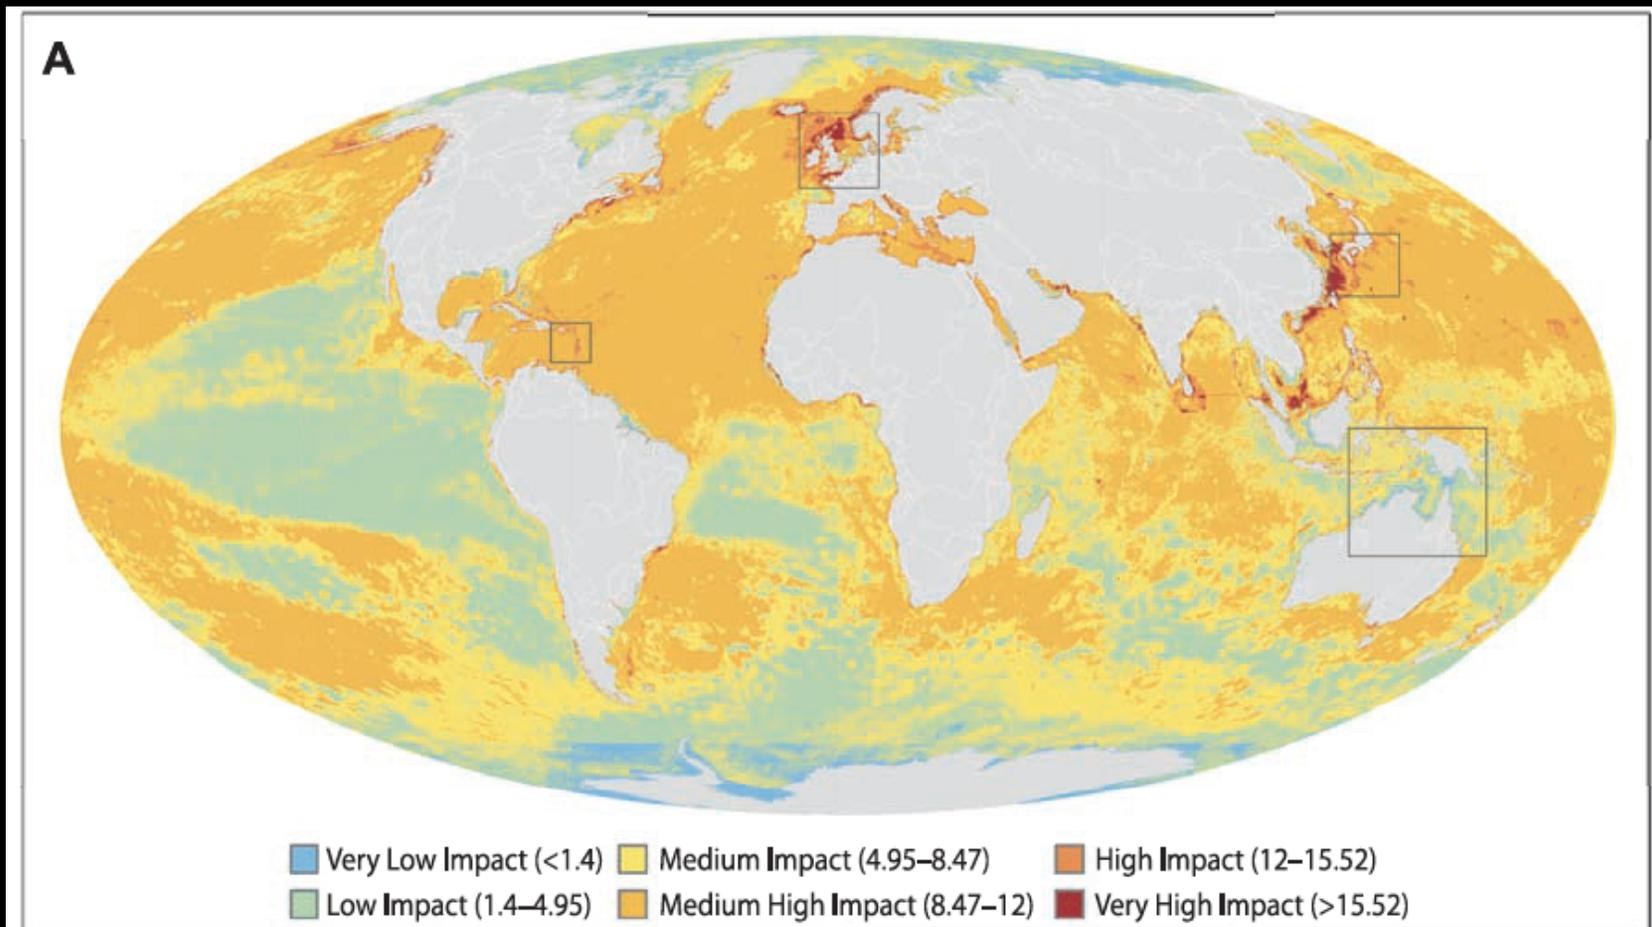 A
Very Low Impact (<1.4) Medium Impact (4.95–8.47) High Impact (12–15.52)
Low Impact (1.4–4.95) Medium High Impact (8.47–12) Very High Impact (>15.52)